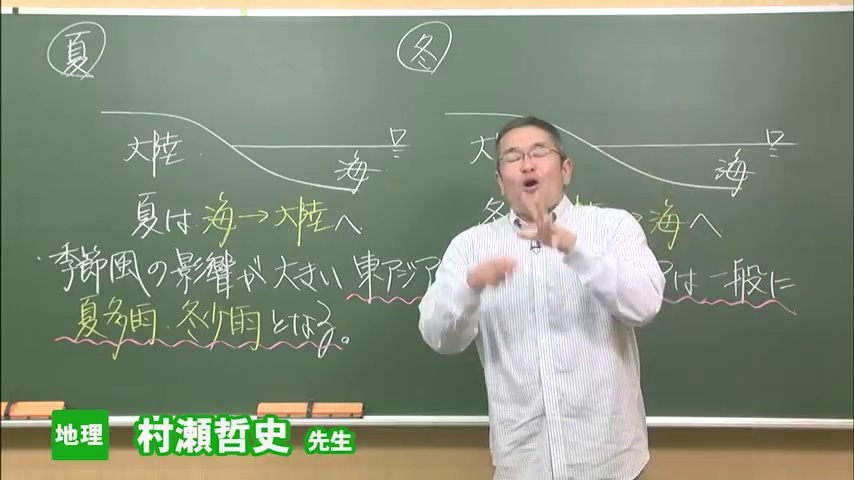 夏
冬
大陸
海
大
海
夏は 海→大陸へ
冬 海へ
季節風の影響が大きい 東アジア アは一般に
夏多雨・冬少雨となる。
地理 村瀬哲史 先生